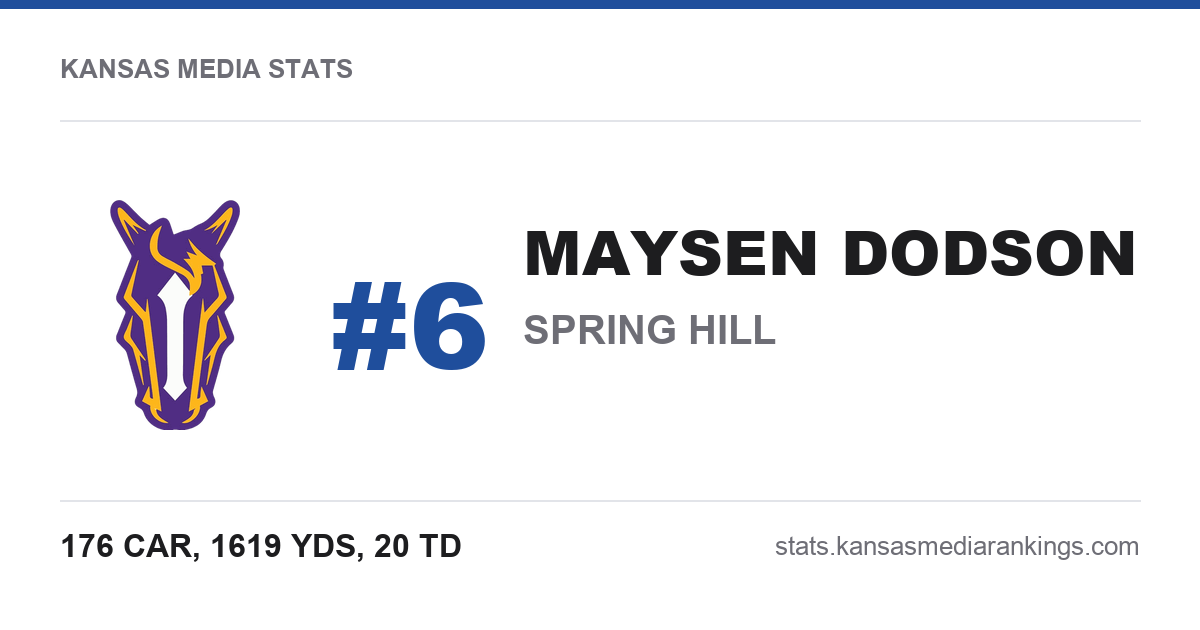 KANSAS MEDIA STATS
#6
MAYSEN DODSON
SPRING HILL
176 CAR, 1619 YDS, 20 TD
stats.kansasmediarankings.com